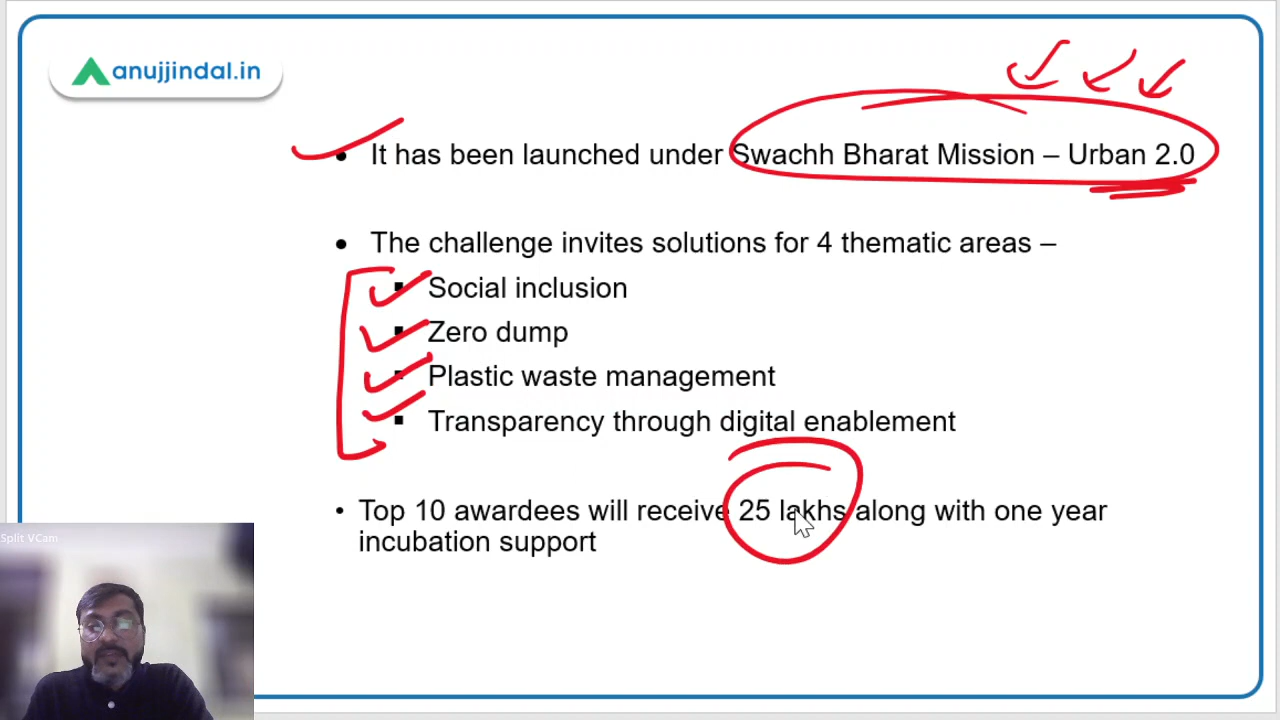 anujjindal.in
• It has been launched under Swachh Bharat Mission – Urban 2.0
• The challenge invites solutions for 4 thematic areas –
▪ Social inclusion
▪ Zero dump
▪ Plastic waste management
▪ Transparency through digital enablement
• Top 10 awardees will receive 25 lakhs along with one year
incubation support
Split VCam